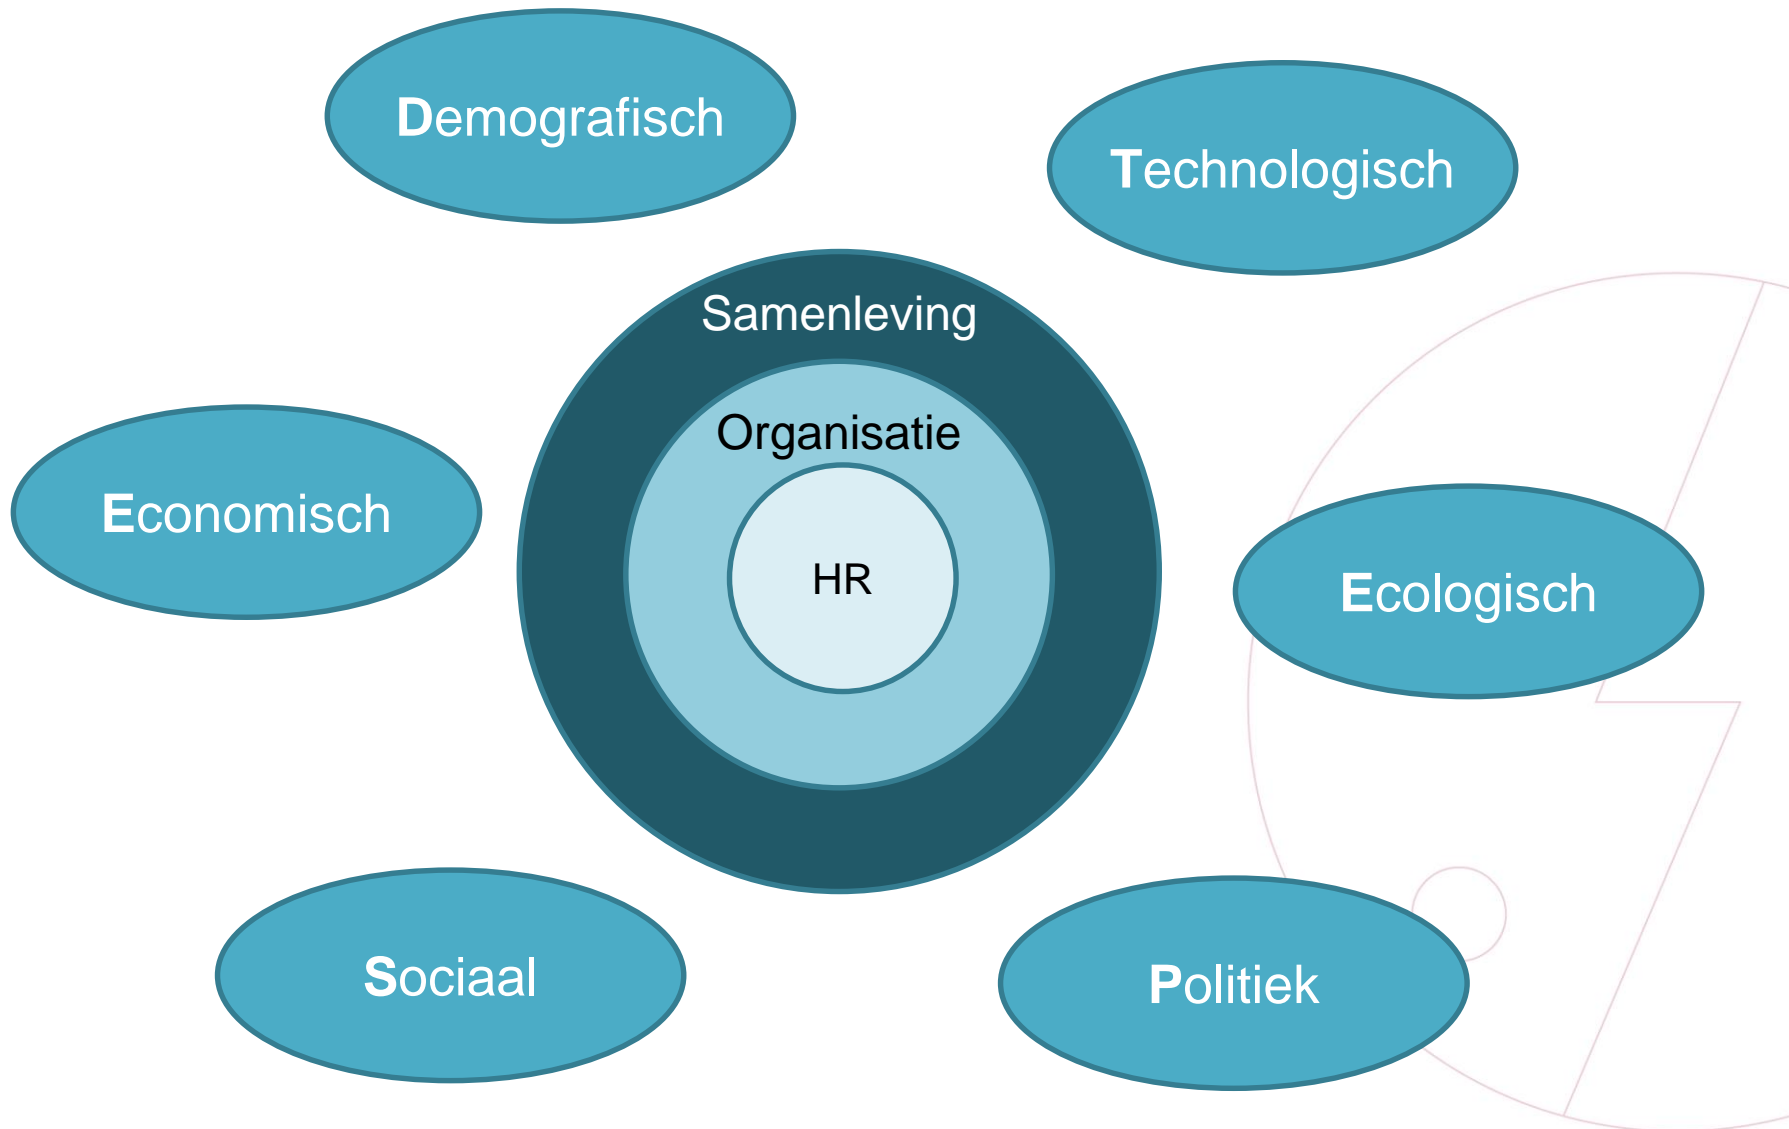 Demografisch
Technologisch
Samenleving
Organisatie
Economisch
HR
Ecologisch
Sociaal
Politiek